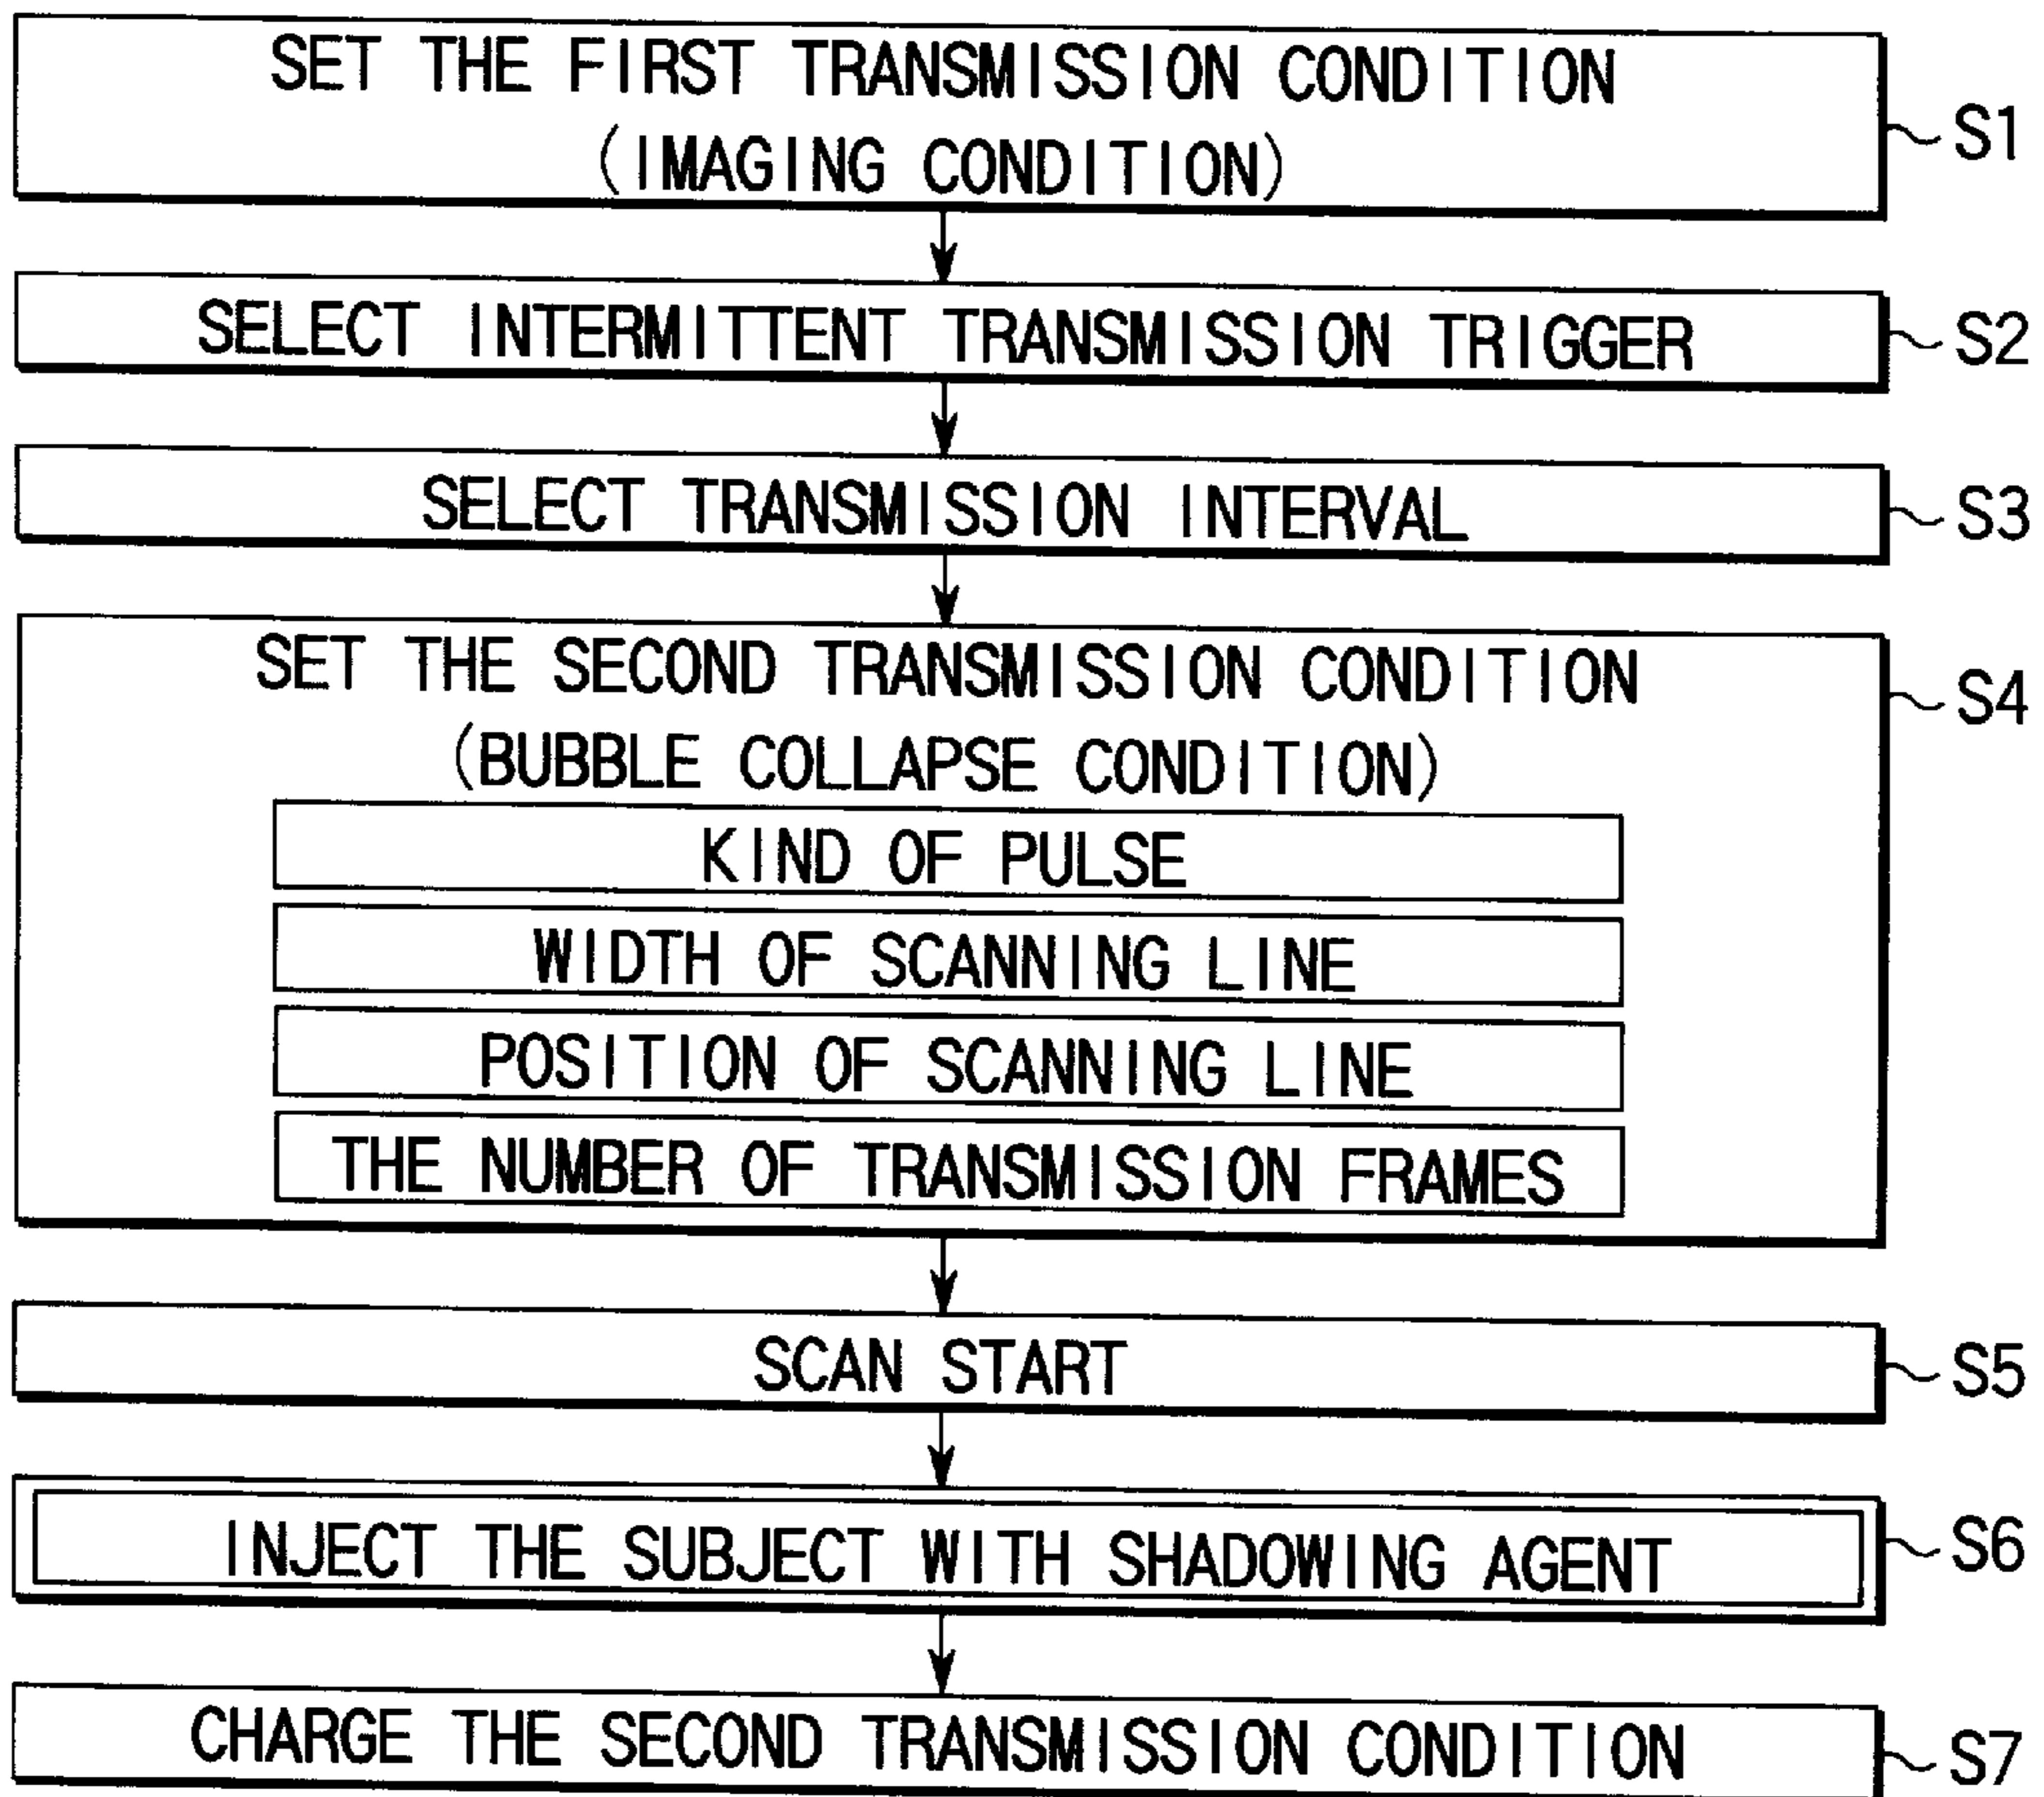 SET THE FIRST TRANSMISSION CONDITION
(IMAGING CONDITION)
S1
SELECT INTERMITTENT TRANSMISSION TRIGGER
S2
SELECT TRANSMISSION INTERVAL
S3
SET THE SECOND TRANSMISSION CONDITION
S4
(BUBBLE COLLAPSE CONDITION)
KIND OF PULSE
WIDTH OF SCANNING LINE
POSITION OF SCANNING LINE
THE NUMBER OF TRANSMISSION FRAMES
SCAN START
S5
INJECT THE SUBJECT WITH SHADOWING AGENT
S6
CHARGE THE SECOND TRANSMISSION CONDITION
S7